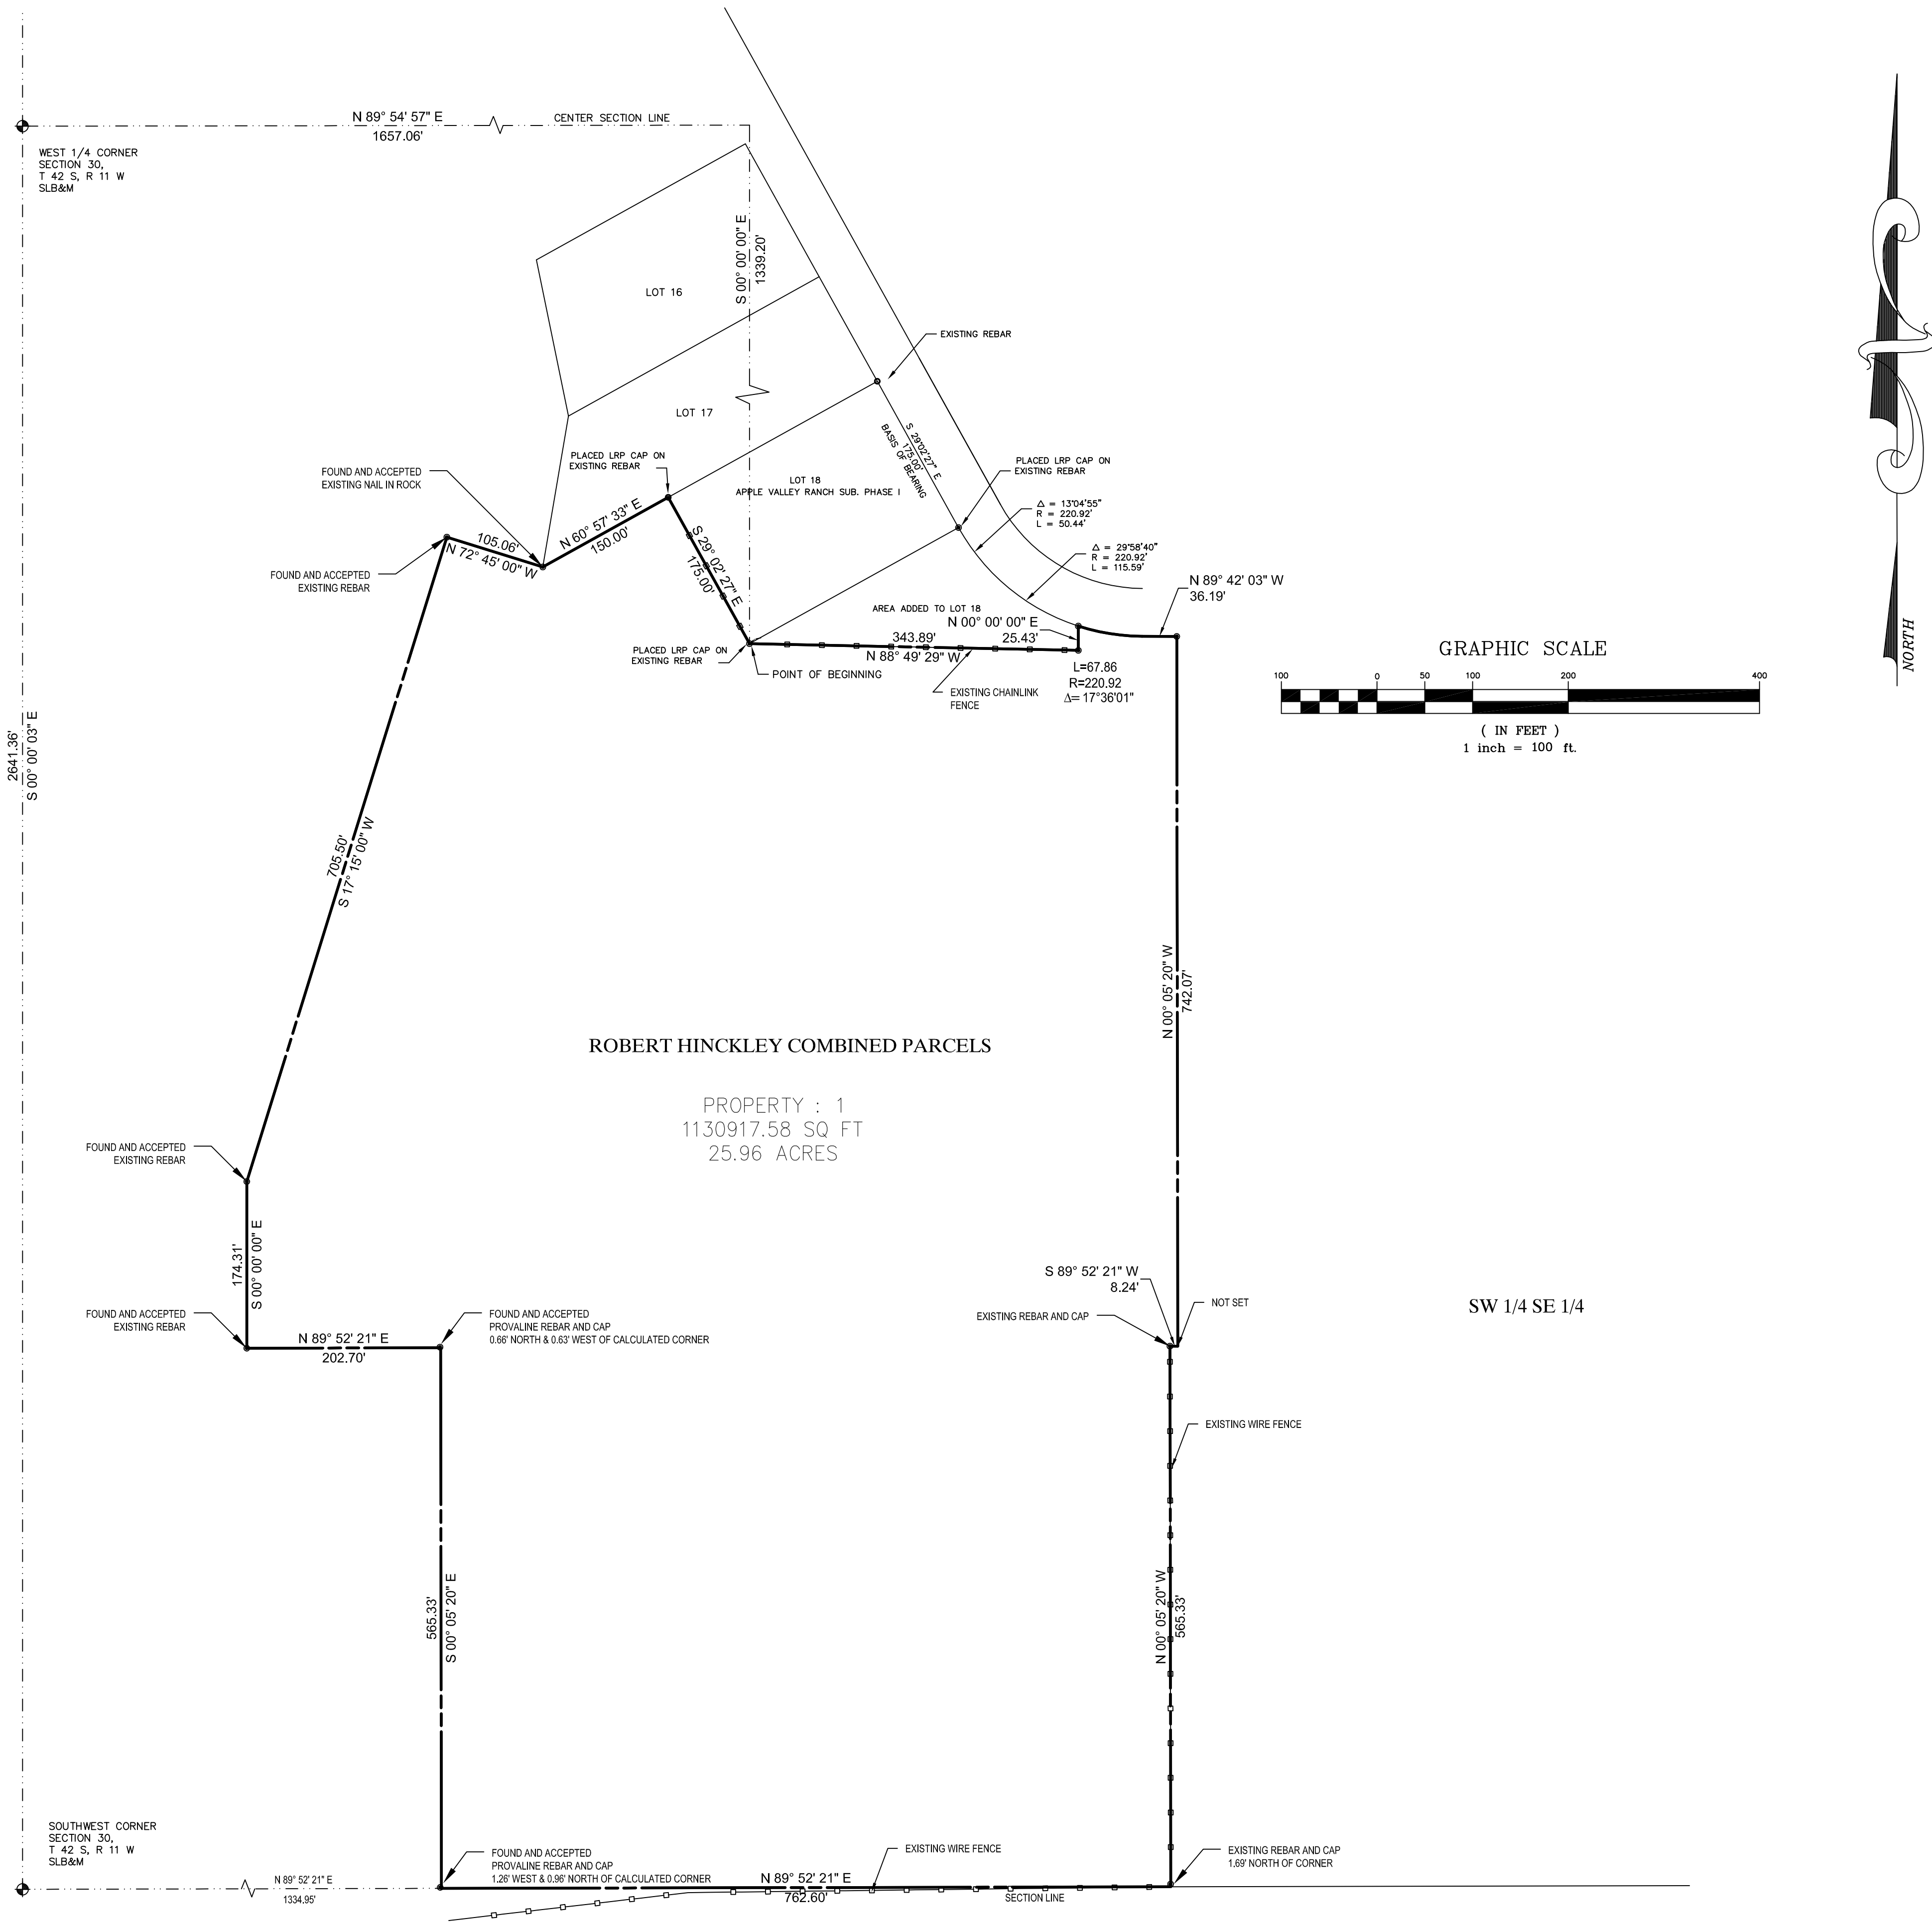 N 89° 54' 57" E
1657.06'
CENTER SECTION LINE
WEST 1/4 CORNER
SECTION 30,
T 42 S, R 11 W
SLB&M
S 00° 00' 00" E
1339.20'
LOT 16
EXISTING REBAR
LOT 17
S 29°02'27" E
175.00'
BASIS OF BEARING
PLACED LRP CAP ON
EXISTING REBAR
FOUND AND ACCEPTED
EXISTING NAIL IN ROCK
PLACED LRP CAP ON
EXISTING REBAR
LOT 18
APPLE VALLEY RANCH SUB. PHASE I
Δ = 13°04'55"
R = 220.92'
L = 50.44'
N 60° 57' 33" E
150.00'
105.06'
N 72° 45' 00" W
S 29° 02' 27" E
175.00'
Δ = 29°58'40"
R = 220.92'
L = 115.59'
FOUND AND ACCEPTED
EXISTING REBAR
N 89° 42' 03" W
36.19'
AREA ADDED TO LOT 18
N 00° 00' 00" E
25.43'
343.89'
N 88° 49' 29" W
PLACED LRP CAP ON
EXISTING REBAR
POINT OF BEGINNING
EXISTING CHAINLINK
FENCE
L=67.86
R=220.92
Δ= 17°36'01"
NORTH
GRAPHIC SCALE
100 0 50 100 200 400
( IN FEET )
1 inch = 100 ft.
2641.36'
S 00° 00' 03" E
705.50'
S 17° 15' 00" W
N 00° 05' 20" W
742.07'
ROBERT HINCKLEY COMBINED PARCELS
PROPERTY : 1
1130917.58 SQ FT
25.96 ACRES
FOUND AND ACCEPTED
EXISTING REBAR
174.31'
S 00° 00' 00" E
S 89° 52' 21" W
8.24'
NOT SET
EXISTING REBAR AND CAP
SW 1/4 SE 1/4
FOUND AND ACCEPTED
EXISTING REBAR
N 89° 52' 21" E
202.70'
FOUND AND ACCEPTED
PROVALINE REBAR AND CAP
0.66' NORTH & 0.63' WEST OF CALCULATED CORNER
EXISTING WIRE FENCE
565.33'
S 00° 05' 20" E
N 00° 05' 20" W
565.33'
SOUTHWEST CORNER
SECTION 30,
T 42 S, R 11 W
SLB&M
N 89° 52' 21" E
1334.95'
FOUND AND ACCEPTED
PROVALINE REBAR AND CAP
1.26' WEST & 0.96' NORTH OF CALCULATED CORNER
EXISTING WIRE FENCE
N 89° 52' 21" E
762.60'
SECTION LINE
EXISTING REBAR AND CAP
1.69' NORTH OF CORNER